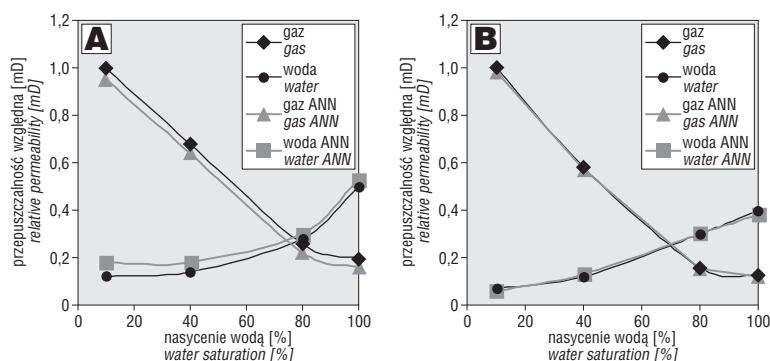 A
przepuszczalność względna [mD]
relative permeability [mD]
1,2
1,0
0,8
0,6
0,4
0,2
0
0 20 40 60 80 100
nasycenie wodą [%]
water saturation [%]
gaz
gas
woda
water
gaz ANN
gas ANN
woda ANN
water ANN
B
przepuszczalność względna [mD]
relative permeability [mD]
1,2
1,0
0,8
0,6
0,4
0,2
0
0 20 40 60 80 100
nasycenie wodą [%]
water saturation [%]
gaz
gas
woda
water
gaz ANN
gas ANN
woda ANN
water ANN